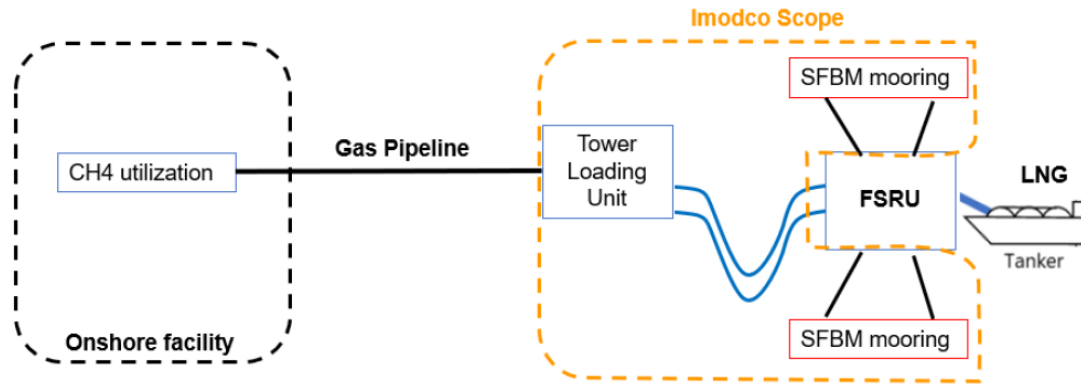 Imodco Scope
SFBM mooring
CH4 utilization
Gas Pipeline
Tower
Loading
Unit
FSRU
LNG
Tanker
Onshore facility
SFBM mooring